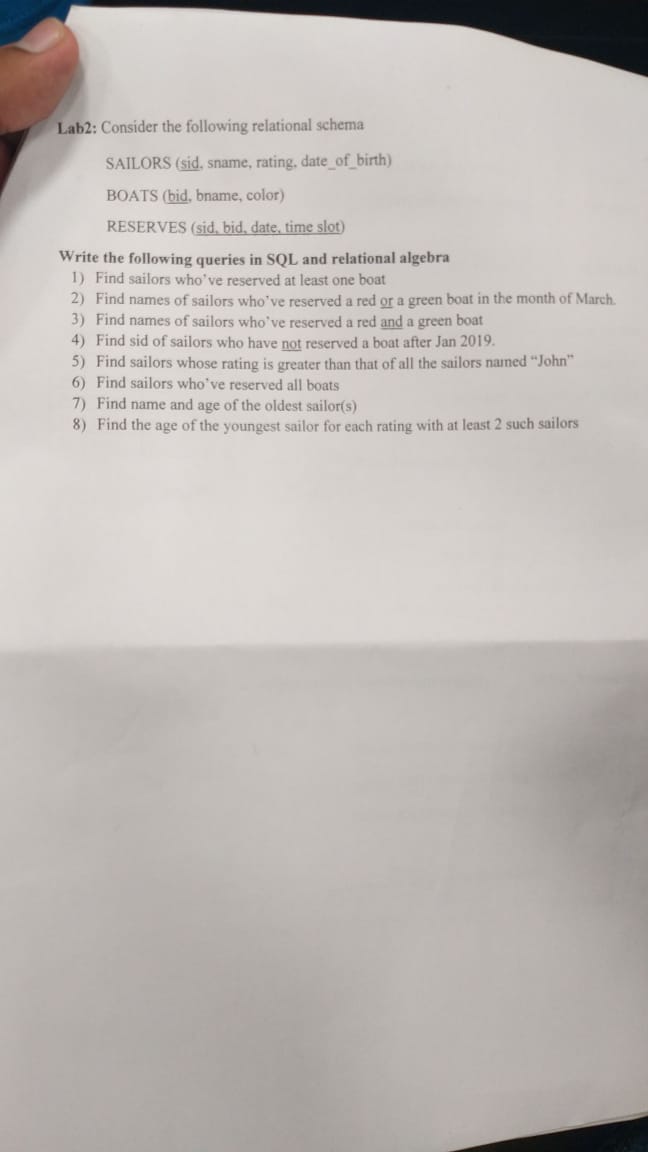 Lab2: Consider the following relational schema
SAILORS (sid, sname, rating, date_of_birth)
BOATS (bid, bname, color)
RESERVES (sid, bid, date, time slot)
Write the following queries in SQL and relational algebra
1) Find sailors who've reserved at least one boat
2) Find names of sailors who've reserved a red or a green boat in the month of March.
3) Find names of sailors who've reserved a red and a green boat
4) Find sid of sailors who have not reserved a boat after Jan 2019.
5) Find sailors whose rating is greater than that of all the sailors named "John"
6) Find sailors who've reserved all boats
7) Find name and age of the oldest sailor(s)
8) Find the age of the youngest sailor for each rating with at least 2 such sailors